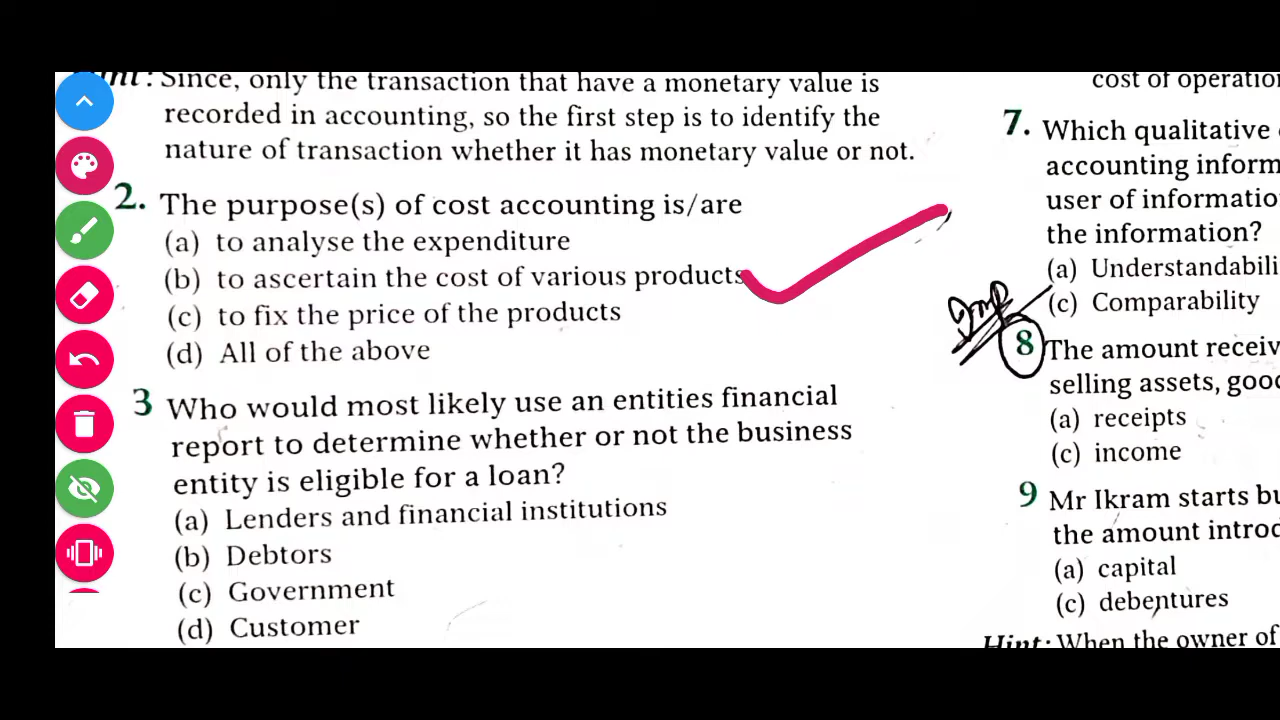 Hint: Since, only the transaction that have a monetary value is
recorded in accounting, so the first step is to identify the
nature of transaction whether it has monetary value or not.
2. The purpose(s) of cost accounting is/are
(a) to analyse the expenditure
(b) to ascertain the cost of various products
(c) to fix the price of the products
(d) All of the above
3 Who would most likely use an entities financial
report to determine whether or not the business
entity is eligible for a loan?
(a) Lenders and financial institutions
(b) Debtors
(c) Government
(d) Customer
cost of operation
7. Which qualitative
accounting inform
user of informatio
the information?
(a) Understandabili
(c) Comparability
Imp
8 The amount receiv
selling assets, good
(a) receipts
(c) income
9 Mr Ikram starts bu
the amount introd
(a) capital
(c) debentures
Hint: When the owner of